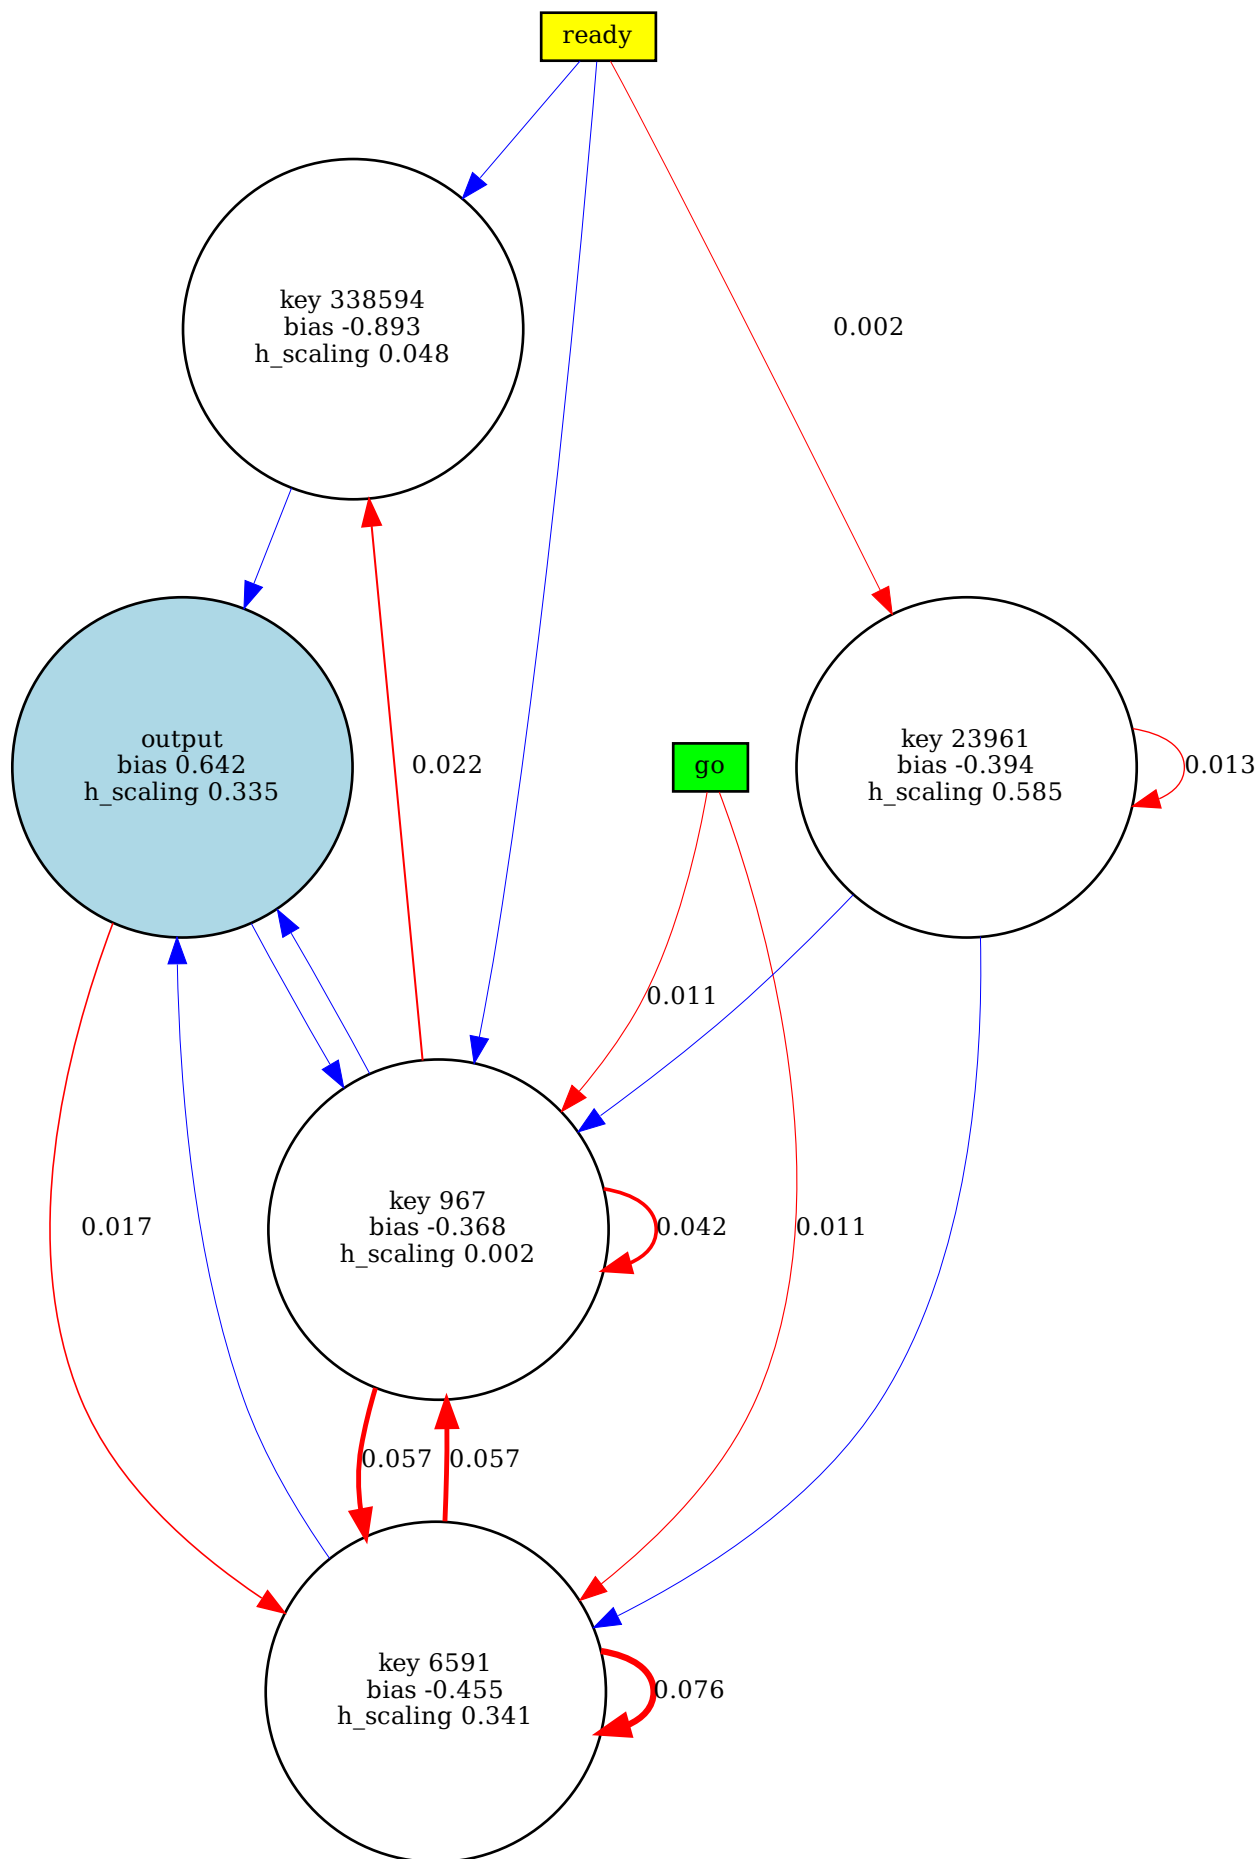 ready
key 338594
bias -0.893
h_scaling 0.048
0.002
output
bias 0.642
h_scaling 0.335
0.022
go
key 23961
bias -0.394
h_scaling 0.585
0.013
0.011
0.017
key 967
bias -0.368
h_scaling 0.002
0.042
0.011
0.057
0.057
key 6591
bias -0.455
h_scaling 0.341
0.076